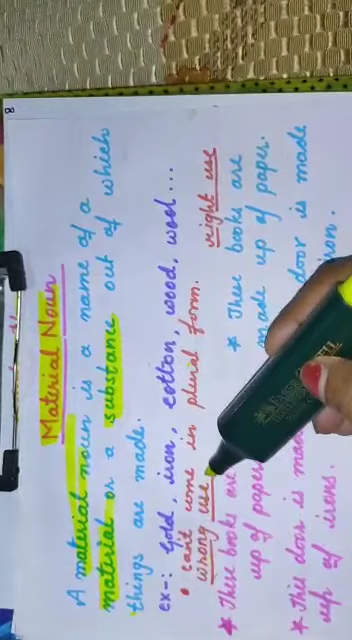 Material Noun
A material noun is a name of a
material or a substance out of which
things are made.
ex-: Gold, iron, cotton, wood, wool...
• can't come in plural form.
wrong use
right use
* These books are
up of paper
* These books are
made up of paper.
* This door is made
up of irons.
door is made
iron.